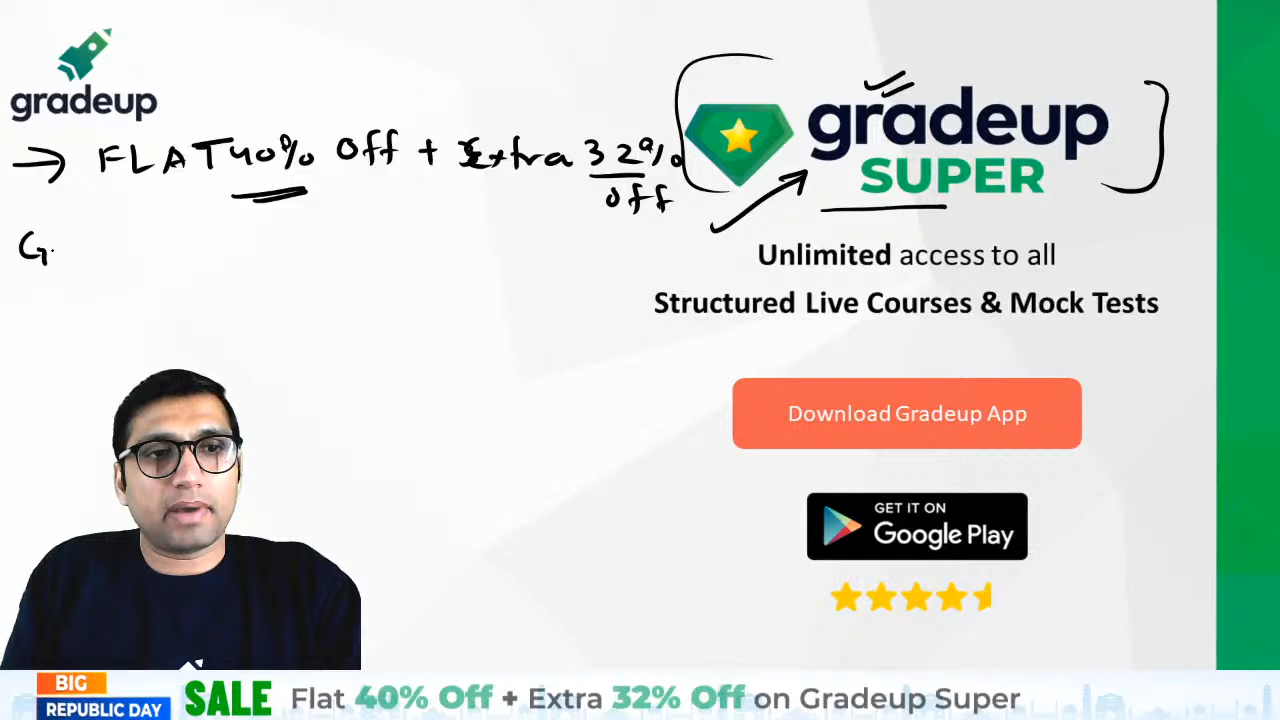 gradeup
→ FLAT 40% Off + Extra 32% off
G.
gradeup
SUPER
Unlimited access to all
Structured Live Courses & Mock Tests
Download Gradeup App
GET IT ON
Google Play
BIG
REPUBLIC DAY
SALE
Flat 40% Off + Extra 32% Off on Gradeup Super